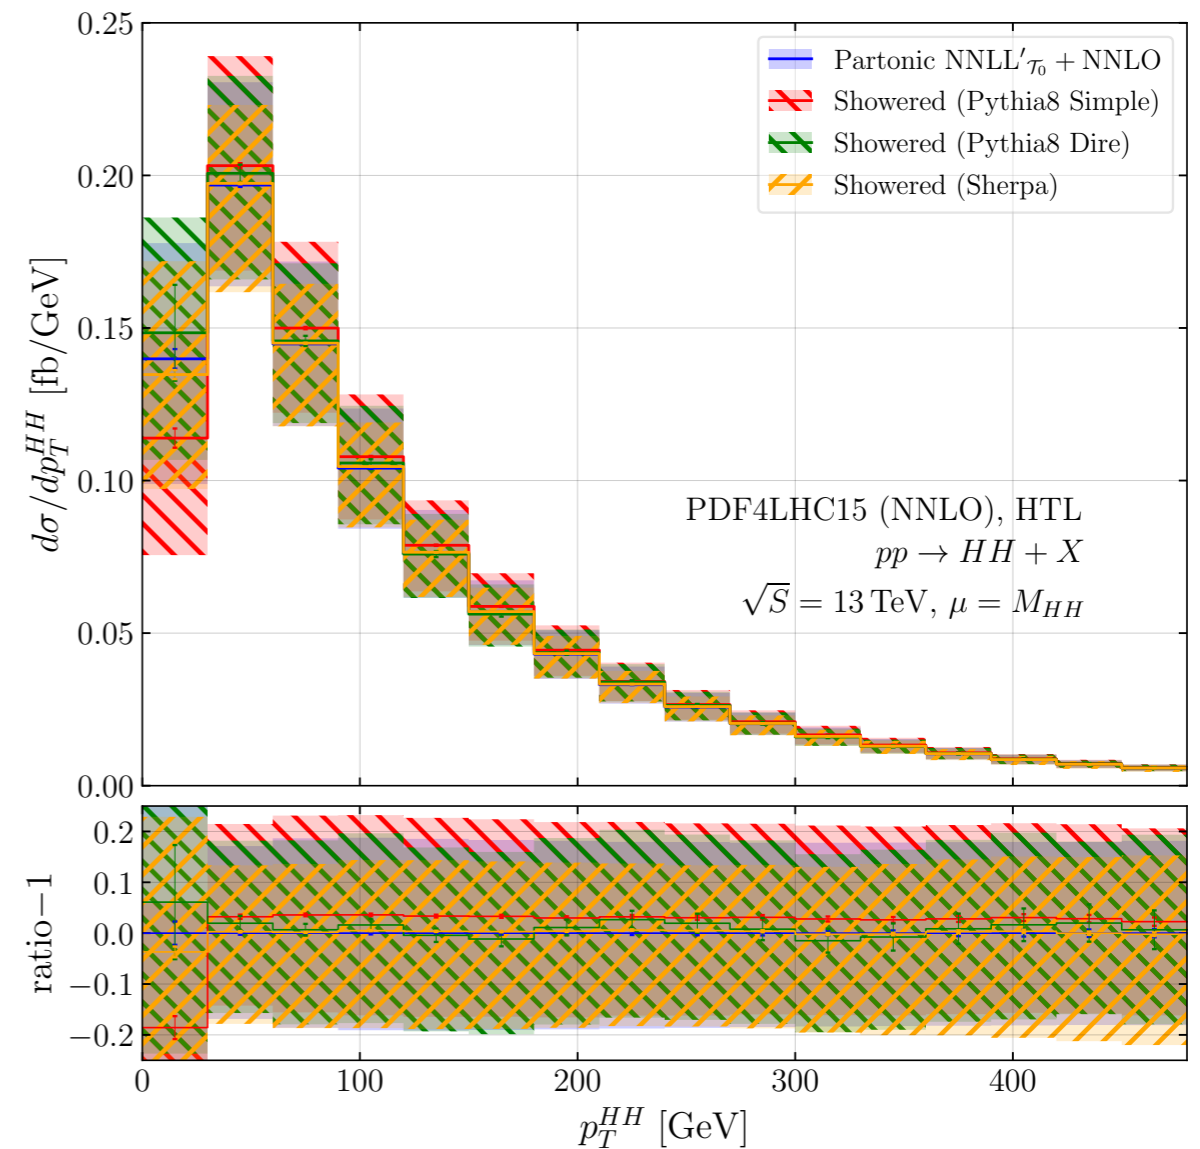 0.25
0.20
0.15
0.10
0.05
0.00
dσ/dp_T^{HH} [fb/GeV]
Partonic NNLL′_{𝒯₀} + NNLO
Showered (Pythia8 Simple)
Showered (Pythia8 Dire)
Showered (Sherpa)
PDF4LHC15 (NNLO), HTL
pp → HH + X
√S = 13 TeV, μ = M_{HH}
0.2
0.1
0.0
−0.1
−0.2
ratio−1
0 100 200 300 400
p_T^{HH} [GeV]